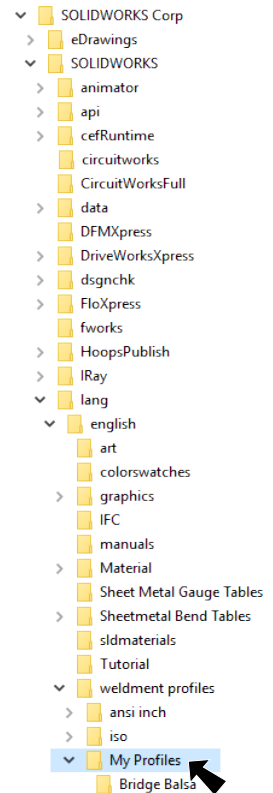 SOLIDWORKS Corp
eDrawings
SOLIDWORKS
animator
api
cefRuntime
circuitworks
CircuitWorksFull
data
DFMXpress
DriveWorksXpress
dsgnchk
FloXpress
fworks
HoopsPublish
IRay
lang
english
art
colorswatches
graphics
IFC
manuals
Material
Sheet Metal Gauge Tables
Sheetmetal Bend Tables
sldmaterials
Tutorial
weldment profiles
ansi inch
iso
My Profiles
Bridge Balsa